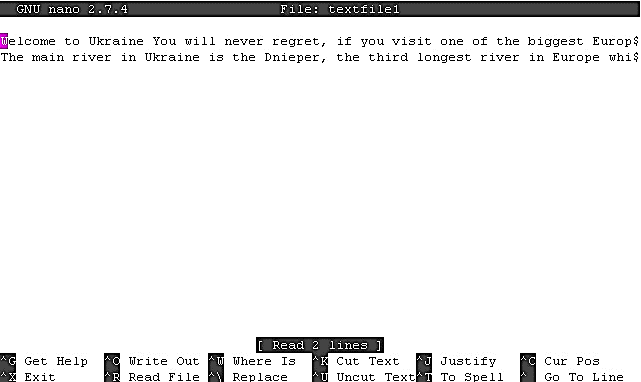 GNU nano 2.7.4 File: textfile1
Welcome to Ukraine You will never regret, if you visit one of the biggest Europ$
The main river in Ukraine is the Dnieper, the third longest river in Europe whi$
[ Read 2 lines ]
^G Get Help ^O Write Out ^W Where Is ^K Cut Text ^J Justify ^C Cur Pos
^X Exit ^R Read File ^\ Replace ^U Uncut Text ^T To Spell ^_ Go To Line